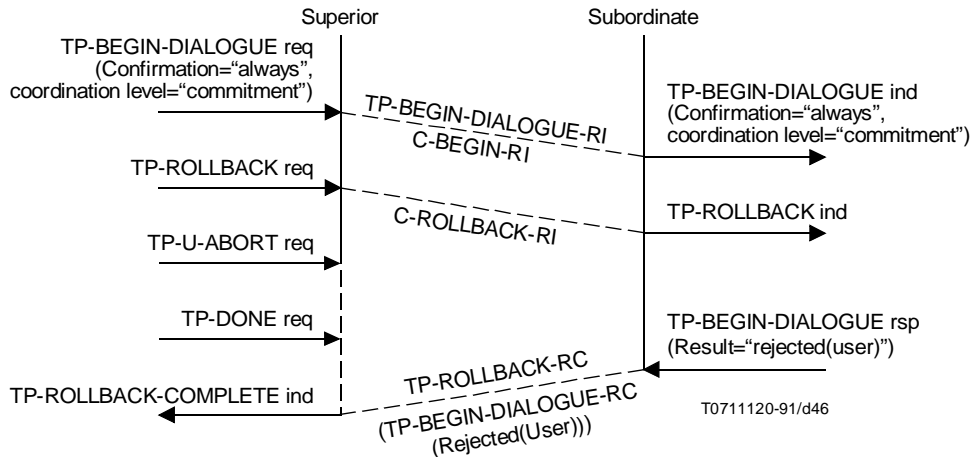 Superior
Subordinate
TP-BEGIN-DIALOGUE req
(Confirmation=“always”,
coordination level=“commitment”)
TP-BEGIN-DIALOGUE-RI
C-BEGIN-RI
TP-BEGIN-DIALOGUE ind
(Confirmation=“always”,
coordination level=“commitment”)
TP-ROLLBACK req
C-ROLLBACK-RI
TP-ROLLBACK ind
TP-U-ABORT req
TP-DONE req
TP-BEGIN-DIALOGUE rsp
(Result=“rejected(user)”)
TP-ROLLBACK-RC
TP-ROLLBACK-COMPLETE ind
(TP-BEGIN-DIALOGUE-RC
(Rejected(User)))
T0711120-91/d46